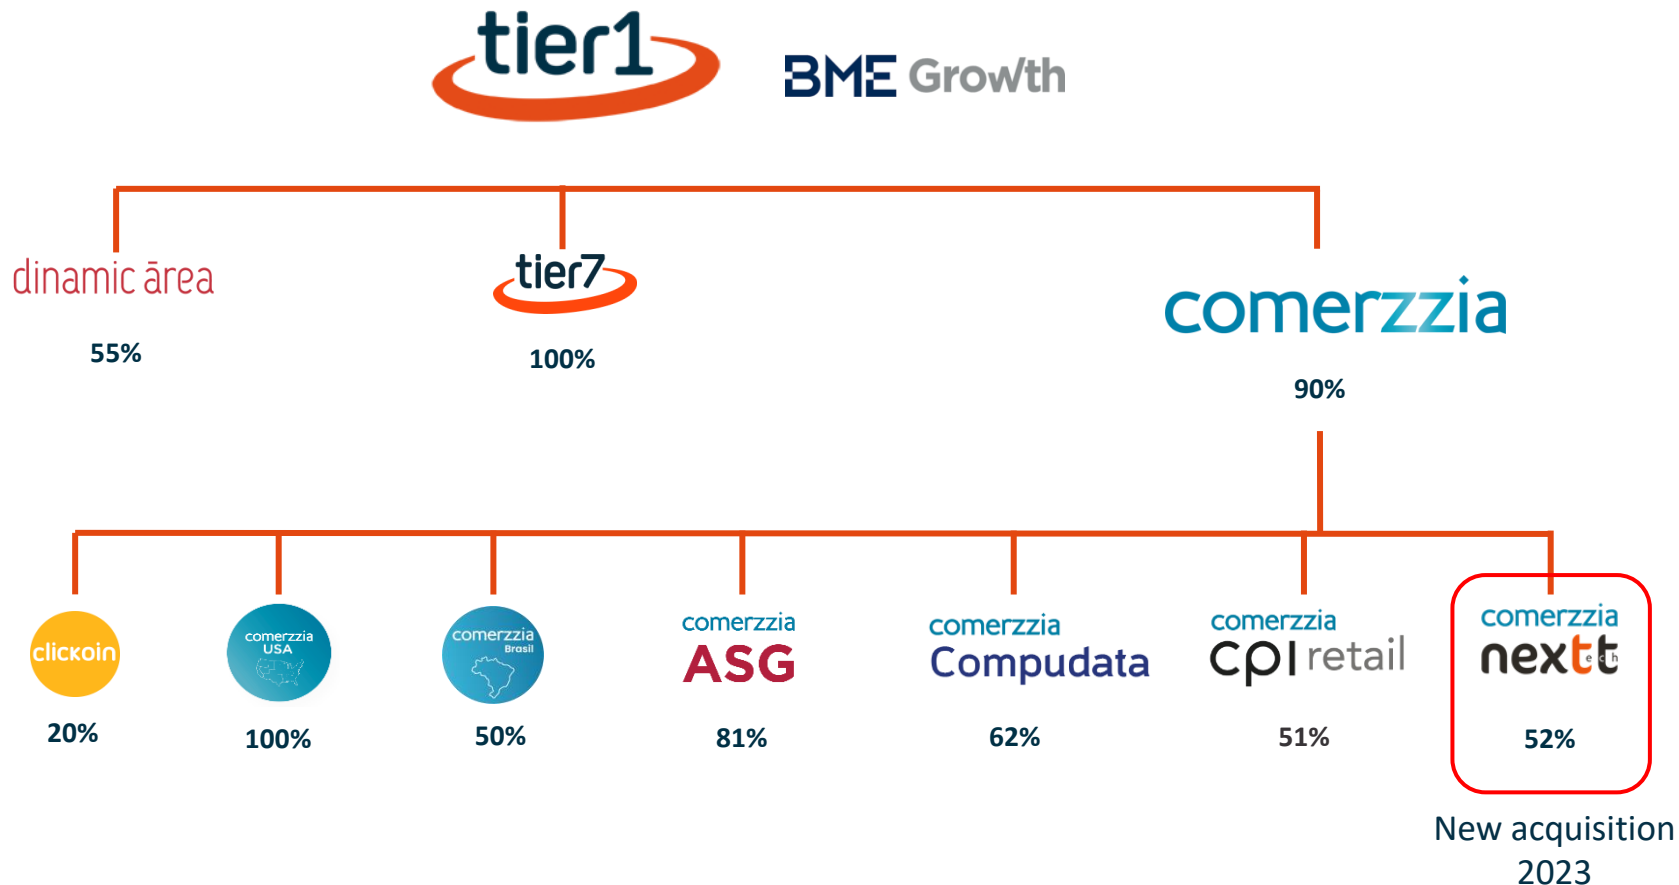 tier1
BME Growth
dinamic ārea
tier7
comerzzia
55%
100%
90%
clickoin
comerzzia
USA
comerzzia
Brasil
comerzzia
ASG
comerzzia
Compudata
comerzzia
cpi retail
comerzzia
nextt
ech
20%
100%
50%
81%
62%
51%
52%
New acquisition
2023